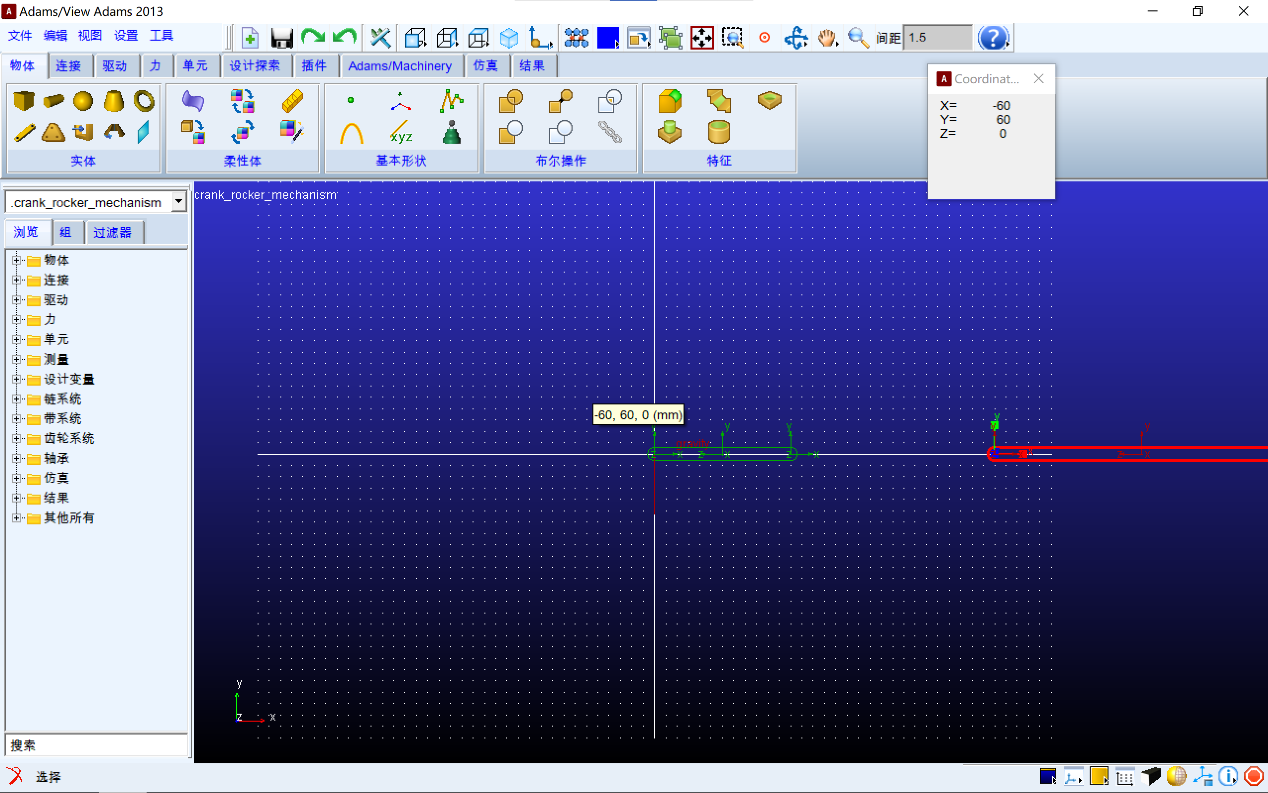 Adams/View Adams 2013
文件 编辑 视图 设置 工具
间距 1.5
物体 连接 驱动 力 单元 设计探索 插件 Adams/Machinery 仿真 结果
xyz
实体 柔性体 基本形状 布尔操作 特征
Coordinat...
X= -60
Y= 60
Z= 0
.crank_rocker_mechanism
crank_rocker_mechanism
浏览 组 过滤器
物体
连接
驱动
力
单元
测量
设计变量
链系统
带系统
齿轮系统
轴承
仿真
结果
其他所有
-60, 60, 0 (mm)
y
z x
搜索
选择